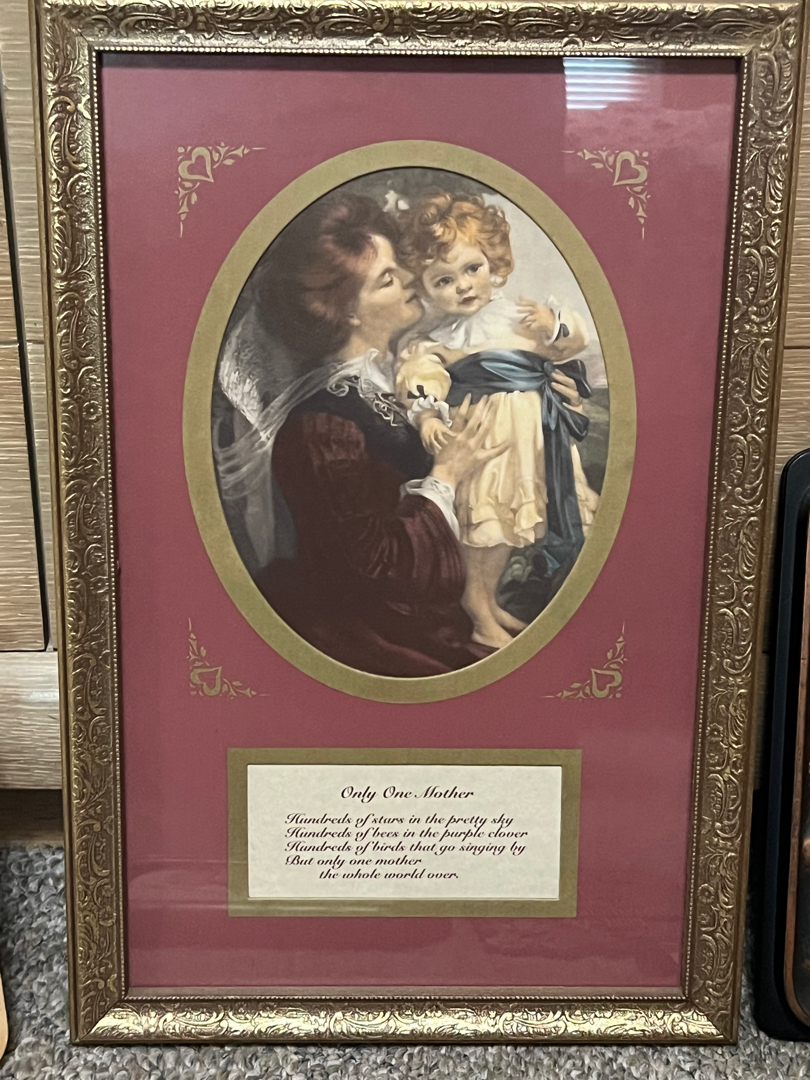 Only One Mother
Hundreds of stars in the pretty sky
Hundreds of bees in the purple clover
Hundreds of birds that go singing by
But only one mother
the whole world over.